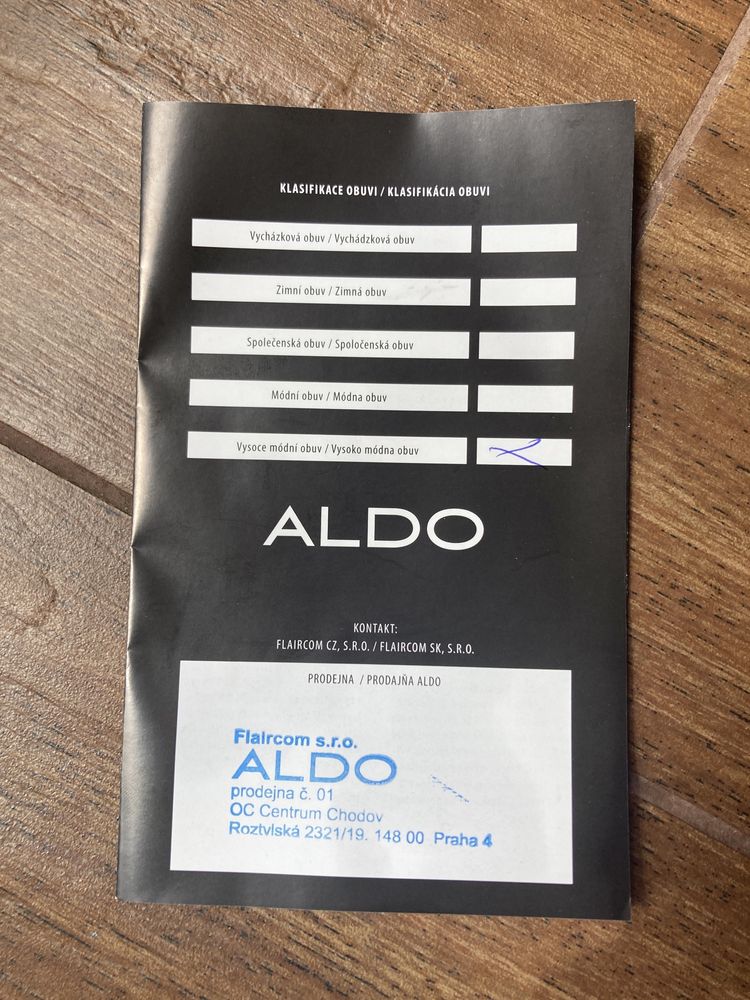 KLASIFIKACE OBUVI / KLASIFIKÁCIA OBUVI
Vycházková obuv / Vychádzková obuv
Zimní obuv / Zimná obuv
Společenská obuv / Spoločenská obuv
Módní obuv / Módna obuv
Vysoce módní obuv / Vysoko módna obuv
ALDO
KONTAKT:
FLAIRCOM CZ, S.R.O. / FLAIRCOM SK, S.R.O.
PRODEJNA / PRODAJŇA ALDO
Flaircom s.r.o.
ALDO
prodejna č. 01
OC Centrum Chodov
Roztylská 2321/19. 148 00 Praha 4